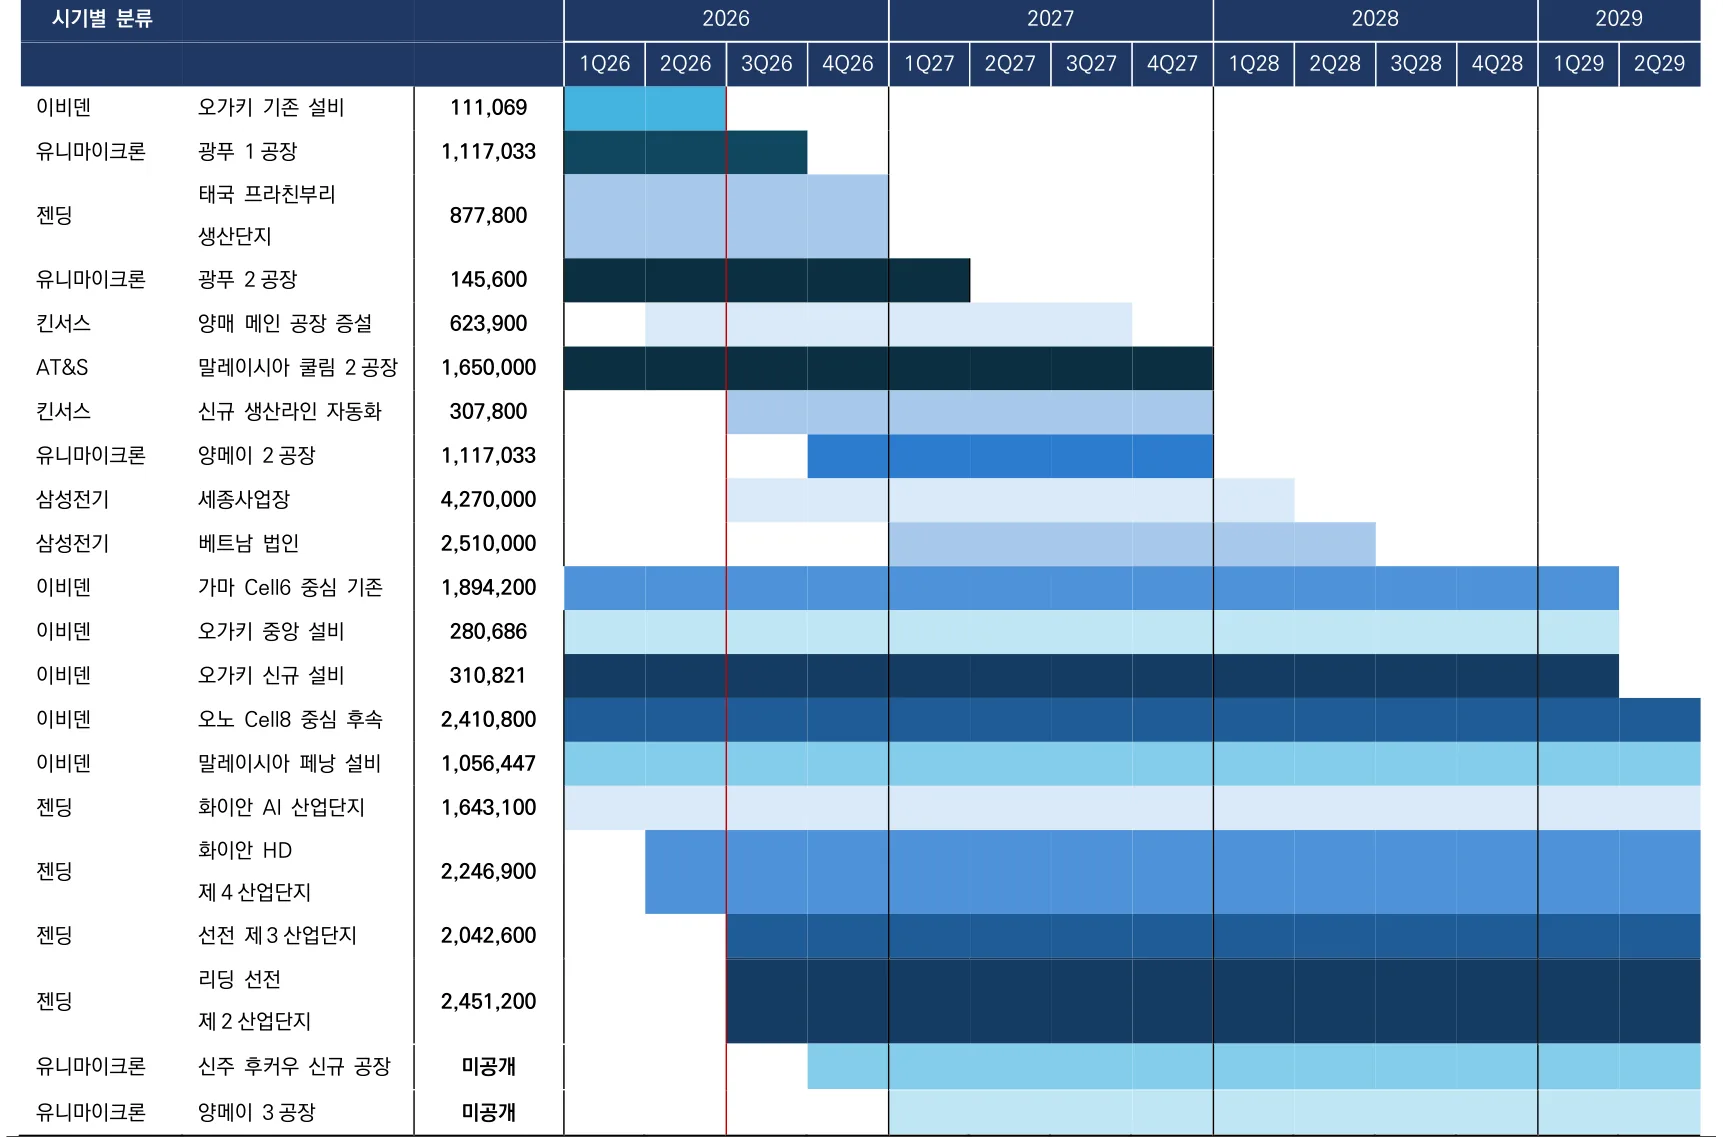 시기별 분류 2026 2027 2028 2029
1Q26 2Q26 3Q26 4Q26 1Q27 2Q27 3Q27 4Q27 1Q28 2Q28 3Q28 4Q28 1Q29 2Q29
이비덴 오가키 기존 설비 111,069
유니마이크론 광푸 1공장 1,117,033
젠딩 태국 프라친부리 877,800
생산단지
유니마이크론 광푸 2공장 145,600
킨서스 양매 메인 공장 증설 623,900
AT&S 말레이시아 쿨림 2공장 1,650,000
킨서스 신규 생산라인 자동화 307,800
유니마이크론 양메이 2공장 1,117,033
삼성전기 세종사업장 4,270,000
삼성전기 베트남 법인 2,510,000
이비덴 가마 Cell6 중심 기존 1,894,200
이비덴 오가키 중앙 설비 280,686
이비덴 오가키 신규 설비 310,821
이비덴 오노 Cell8 중심 후속 2,410,800
이비덴 말레이시아 페낭 설비 1,056,447
젠딩 화이안 AI 산업단지 1,643,100
젠딩 화이안 HD 2,246,900
제4산업단지
젠딩 선전 제3산업단지 2,042,600
젠딩 리딩 선전 2,451,200
제2산업단지
유니마이크론 신주 후커우 신규 공장 미공개
유니마이크론 양메이 3공장 미공개